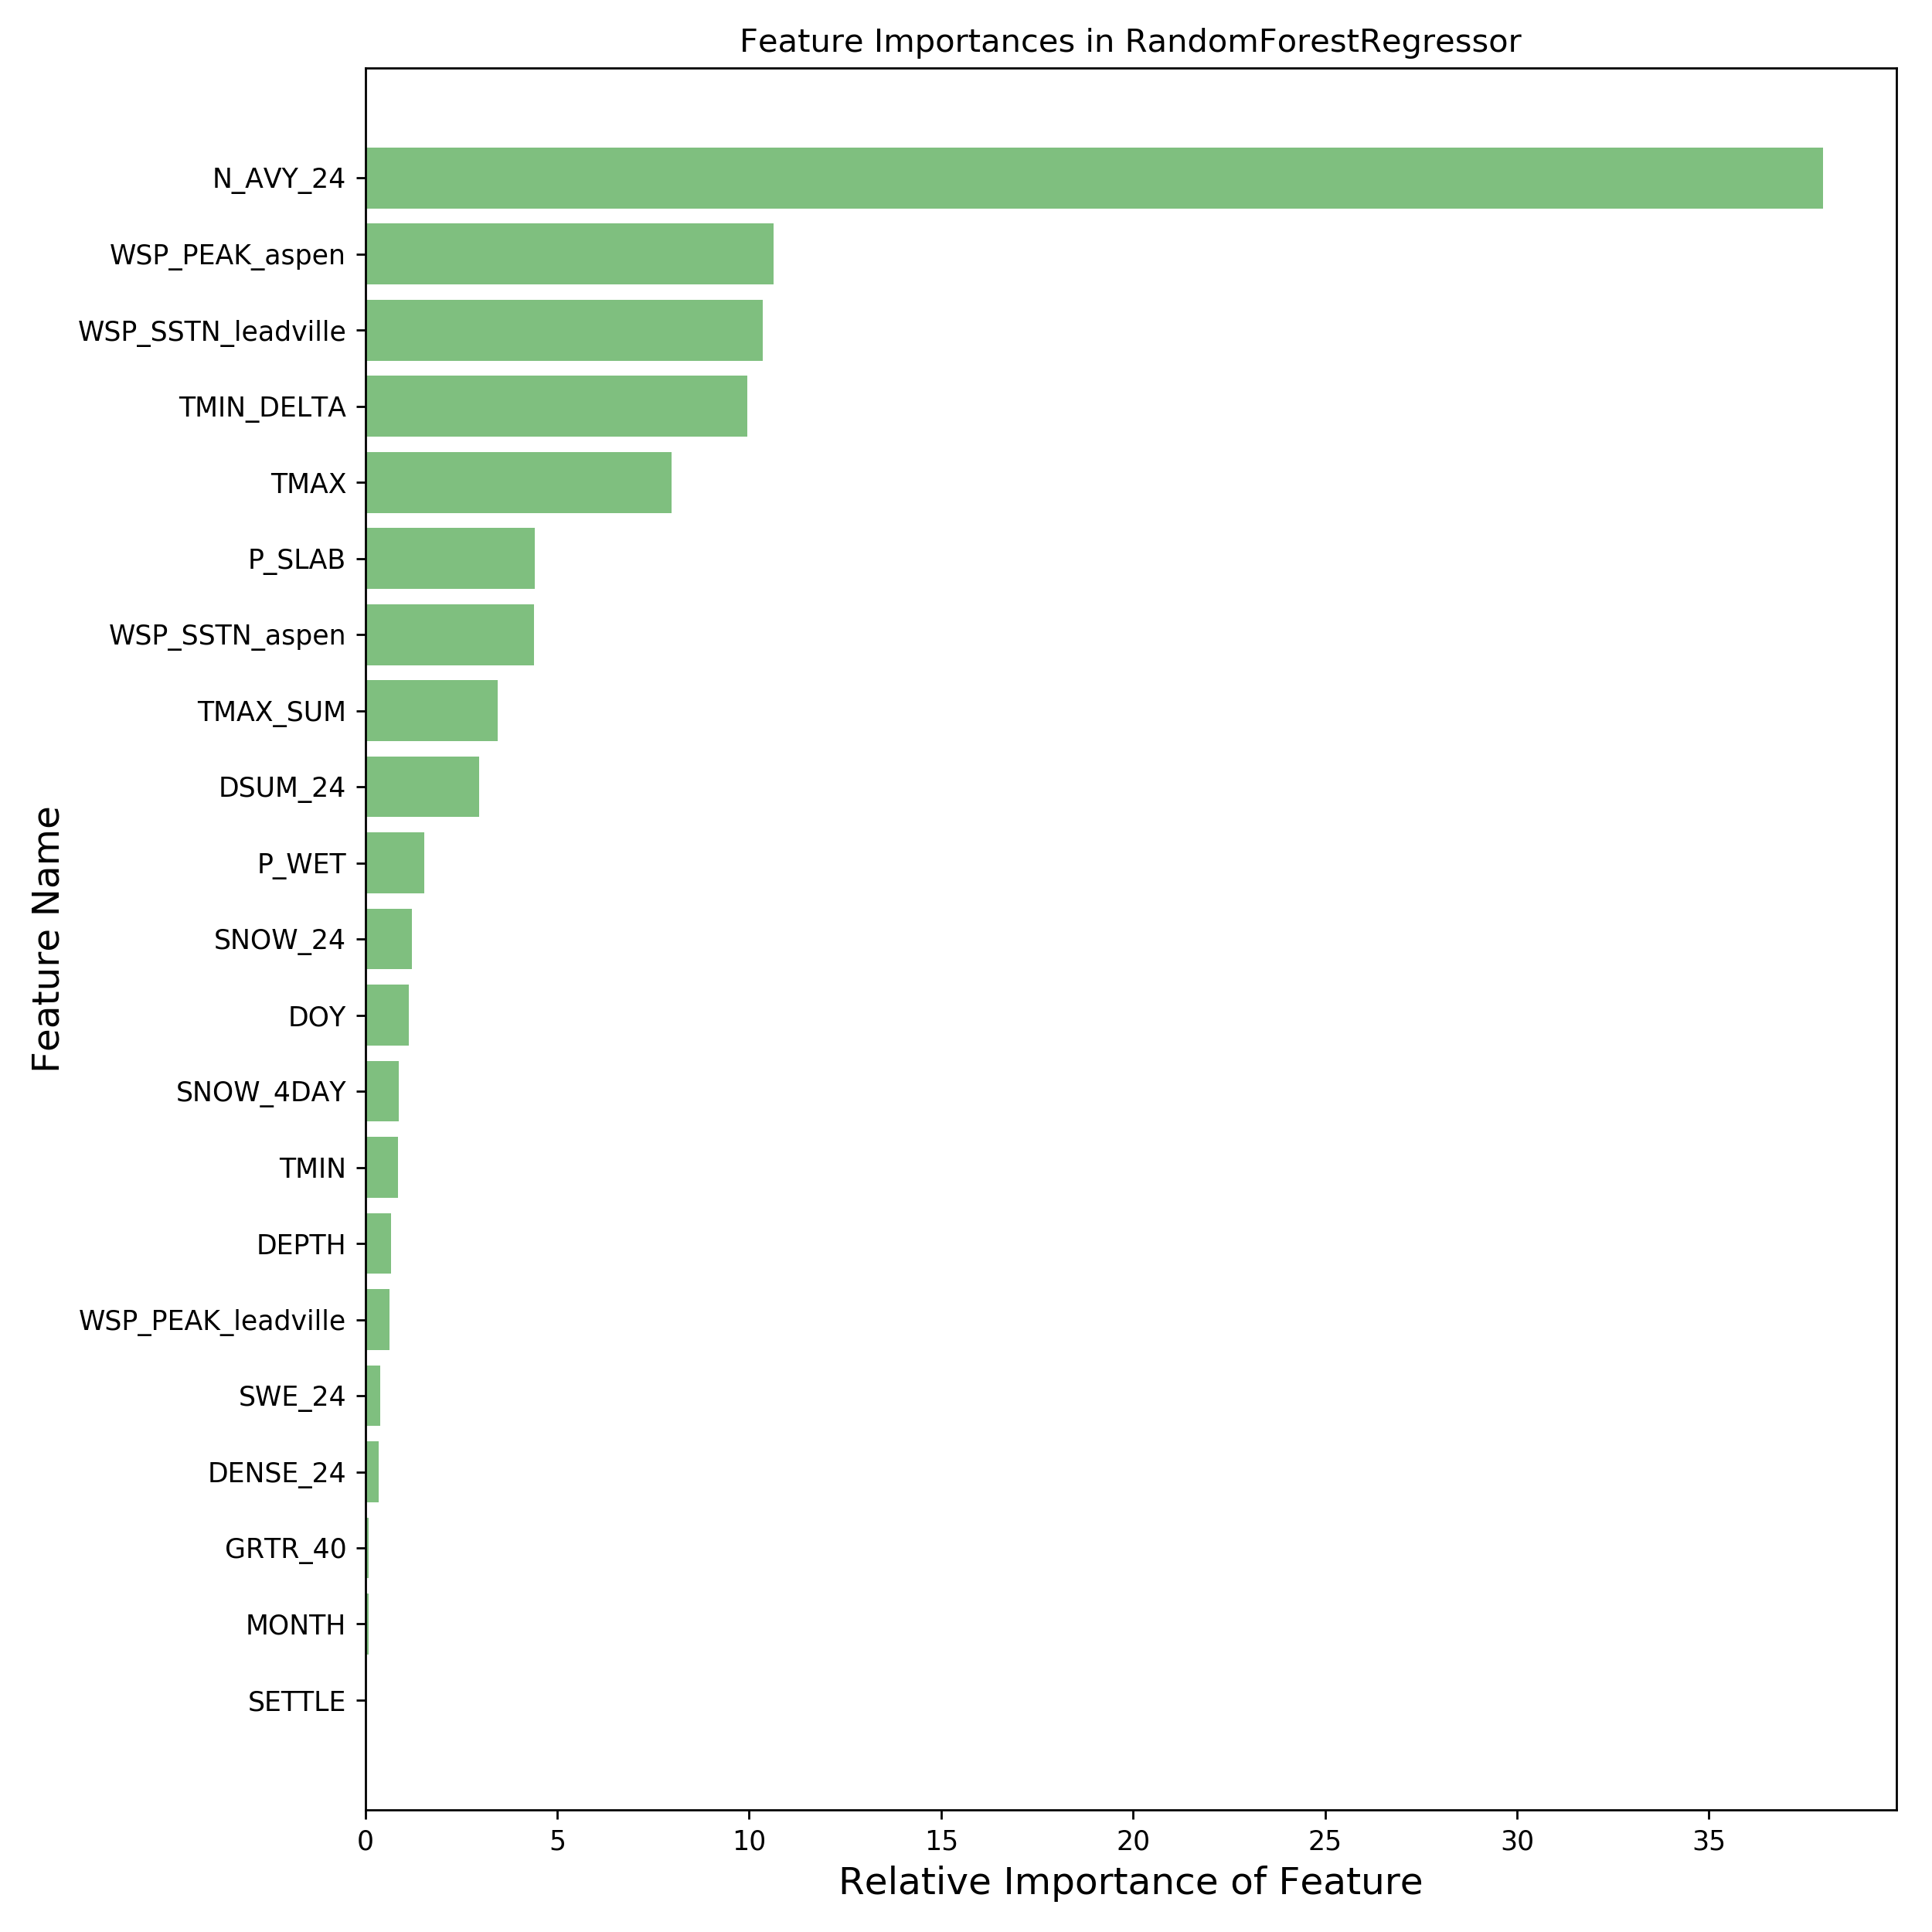 Feature Importances in RandomForestRegressor
Feature Name
N_AVY_24
WSP_PEAK_aspen
WSP_SSTN_leadville
TMIN_DELTA
TMAX
P_SLAB
WSP_SSTN_aspen
TMAX_SUM
DSUM_24
P_WET
SNOW_24
DOY
SNOW_4DAY
TMIN
DEPTH
WSP_PEAK_leadville
SWE_24
DENSE_24
GRTR_40
MONTH
SETTLE
0 5 10 15 20 25 30 35
Relative Importance of Feature